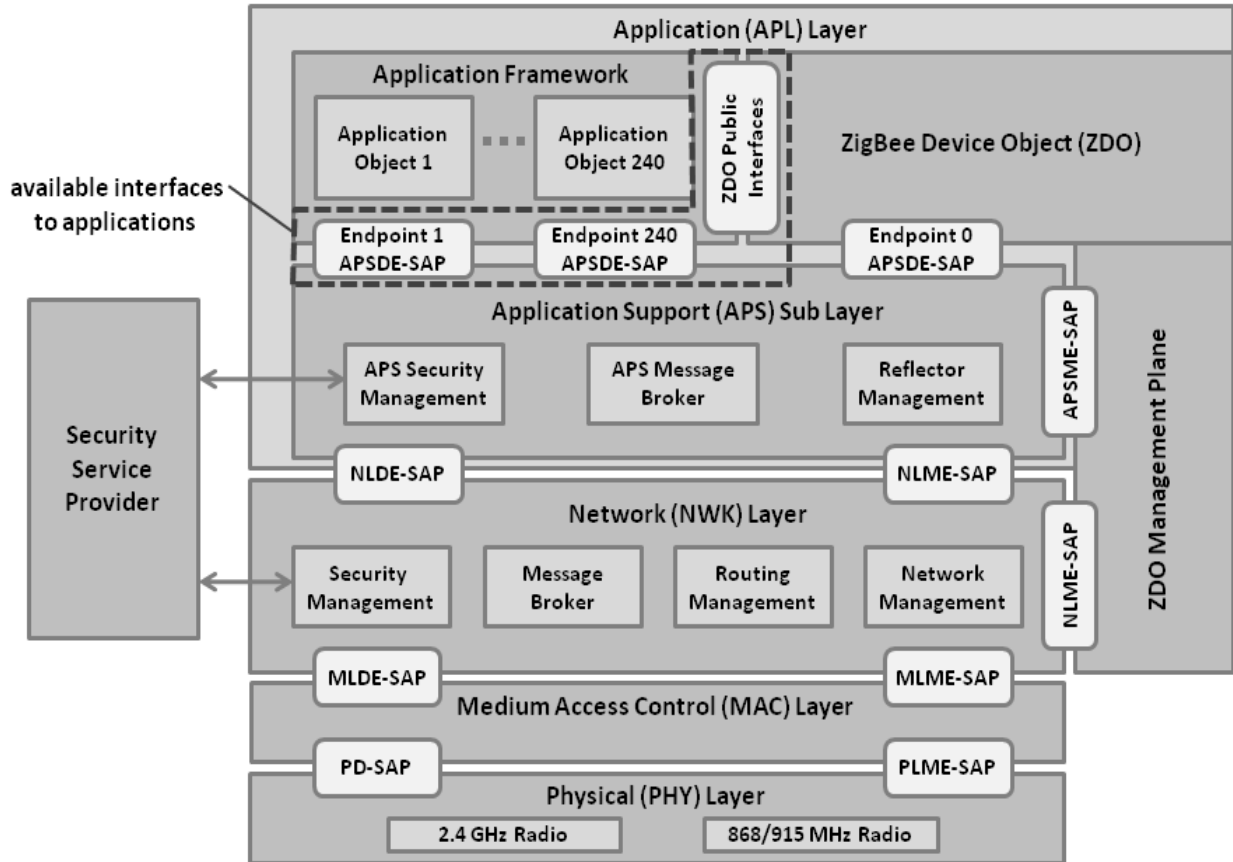 Application (APL) Layer
Application Framework
Application
Object 1
Application
Object 240
ZDO Public
Interfaces
ZigBee Device Object (ZDO)
available interfaces
to applications
Endpoint 1
APSDE-SAP
Endpoint 240
APSDE-SAP
Endpoint 0
APSDE-SAP
Application Support (APS) Sub Layer
APS Security
Management
APS Message
Broker
Reflector
Management
APSME-SAP
ZDO Management Plane
Security
Service
Provider
NLDE-SAP
NLME-SAP
Network (NWK) Layer
Security
Management
Message
Broker
Routing
Management
Network
Management
NLME-SAP
MLDE-SAP
MLME-SAP
Medium Access Control (MAC) Layer
PD-SAP
PLME-SAP
Physical (PHY) Layer
2.4 GHz Radio
868/915 MHz Radio